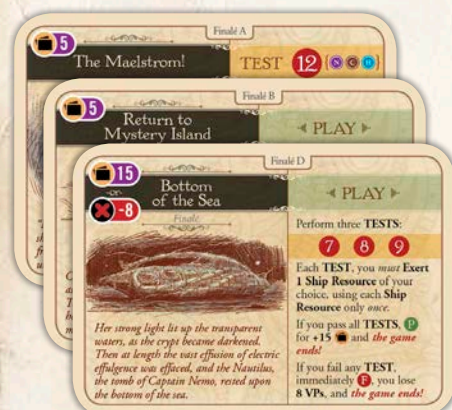 Finalé A
5
The Maelstrom!
TEST 12 N C B
Finalé B
5
Return to
Mystery Island
PLAY
Finalé D
15
-8
Bottom
of the Sea
Finale
PLAY
Her strong light lit up the transparent
waters, as the crypt became darkened.
Then at length the vast effusion of electric
effulgence was effaced, and the Nautilus,
the tomb of Captain Nemo, rested upon
the bottom of the sea.
Perform three TESTS:
7 8 9
Each TEST, you must Exert
1 Ship Resource of your
choice, using each Ship
Resource only once.
If you pass all TESTS, P
for +15 and the game
ends!
If you fail any TEST,
immediately F, you lose
8 VPs, and the game ends!